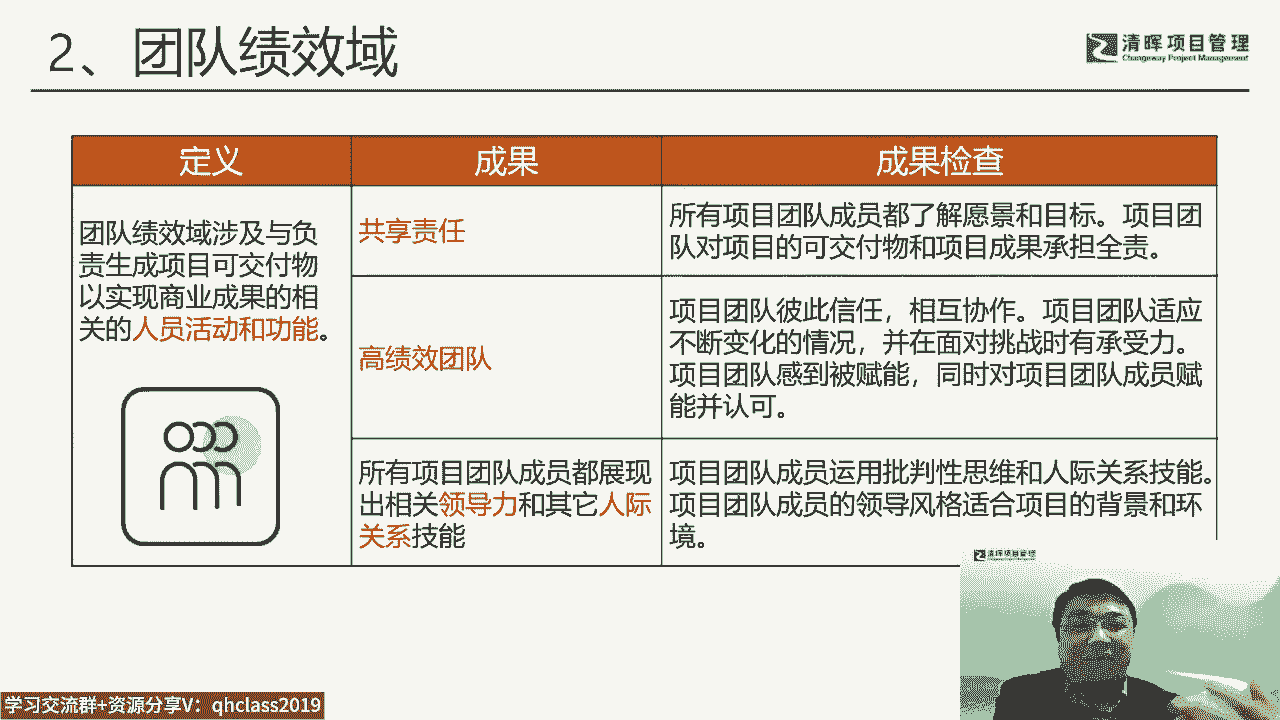 2、团队绩效域
清晖项目管理
Changeway Project Management
定义
成果
成果检查
团队绩效域涉及与负
责生成项目可交付物
以实现商业成果的相
关的人员活动和功能。
共享责任
所有项目团队成员都了解愿景和目标。项目团
队对项目的可交付物和项目成果承担全责。
高绩效团队
项目团队彼此信任，相互协作。项目团队适应
不断变化的情况，并在面对挑战时有承受力。
项目团队感到被赋能，同时对项目团队成员赋
能并认可。
所有项目团队成员都展现
出相关领导力和其它人际
关系技能
项目团队成员运用批判性思维和人际关系技能。
项目团队成员的领导风格适合项目的背景和环
境。
清晖项目管理
学习交流群+资源分享V：qhclass2019